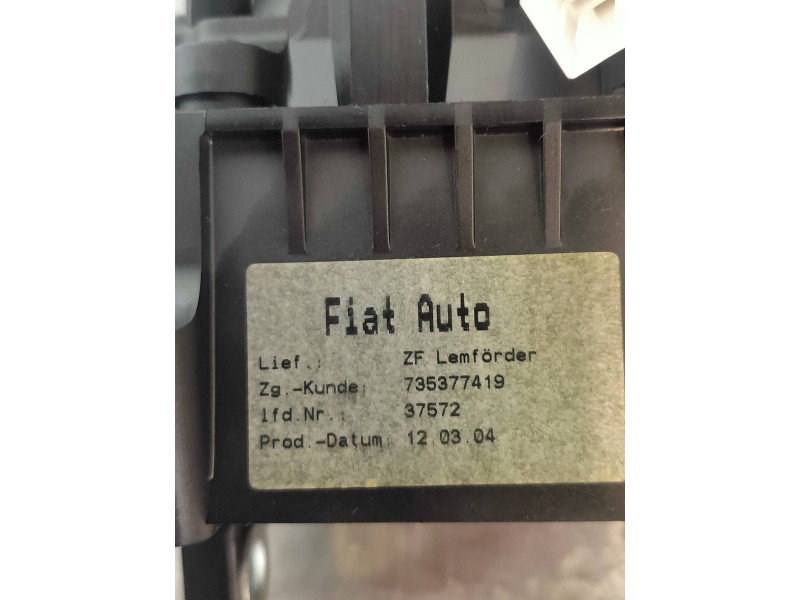 Fiat Auto
Lief.: ZF Lemförder
Zg.-Kunde: 735377419
lfd.Nr.: 37572
Prod.-Datum: 12.03.04